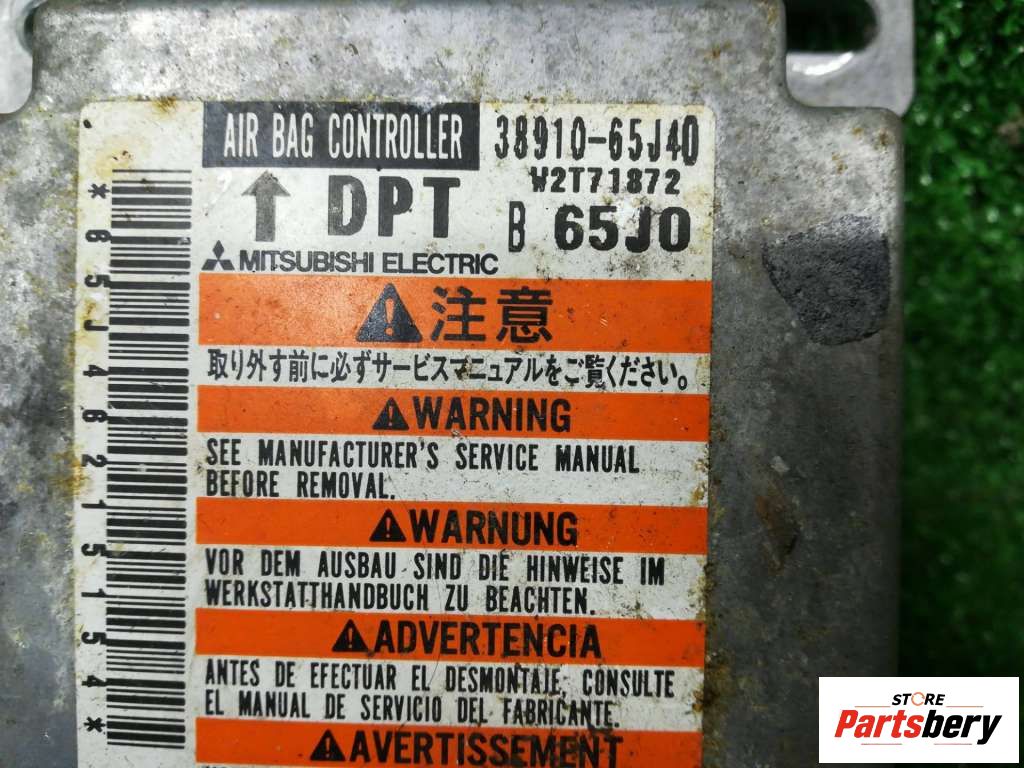 AIR BAG CONTROLLER 38910-65J40
W2T71872
DPT B 65J0
MITSUBISHI ELECTRIC
*65J4621554*
注意
取り外す前に必ずサービスマニュアルをご覧ください。
WARNING
SEE MANUFACTURER'S SERVICE MANUAL
BEFORE REMOVAL.
WARNUNG
VOR DEM AUSBAU SIND DIE HINWEISE IM
WERKSTATTHANDBUCH ZU BEACHTEN.
ADVERTENCIA
ANTES DE EFECTUAR EL DESMONTAJE, CONSULTE
EL MANUAL DE SERVICIO DEL FABRICANTE.
AVERTISSEMENT
STORE
Partsbery